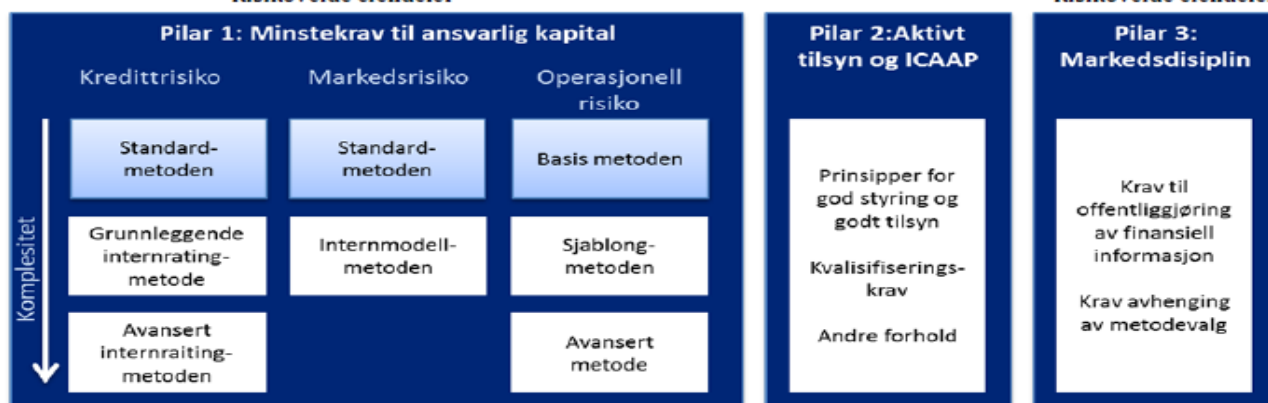 Pilar 1: Minstekrav til ansvarlig kapital
Kredittrisiko
Markedsrisiko
Operasjonell
risiko
Komplesitet
Standard-
metoden
Standard-
metoden
Basis metoden
Grunnleggende
internrating-
metode
Internmodell-
metoden
Sjablong-
metoden
Avansert
internraiting-
metoden
Avansert
metode
Pilar 2:Aktivt
tilsyn og ICAAP
Prinsipper for
god styring og
godt tilsyn
Kvalisifiserings-
krav
Andre forhold
Pilar 3:
Markedsdisiplin
Krav til
offentliggjøring
av finansiell
informasjon
Krav avhenging
av metodevalg